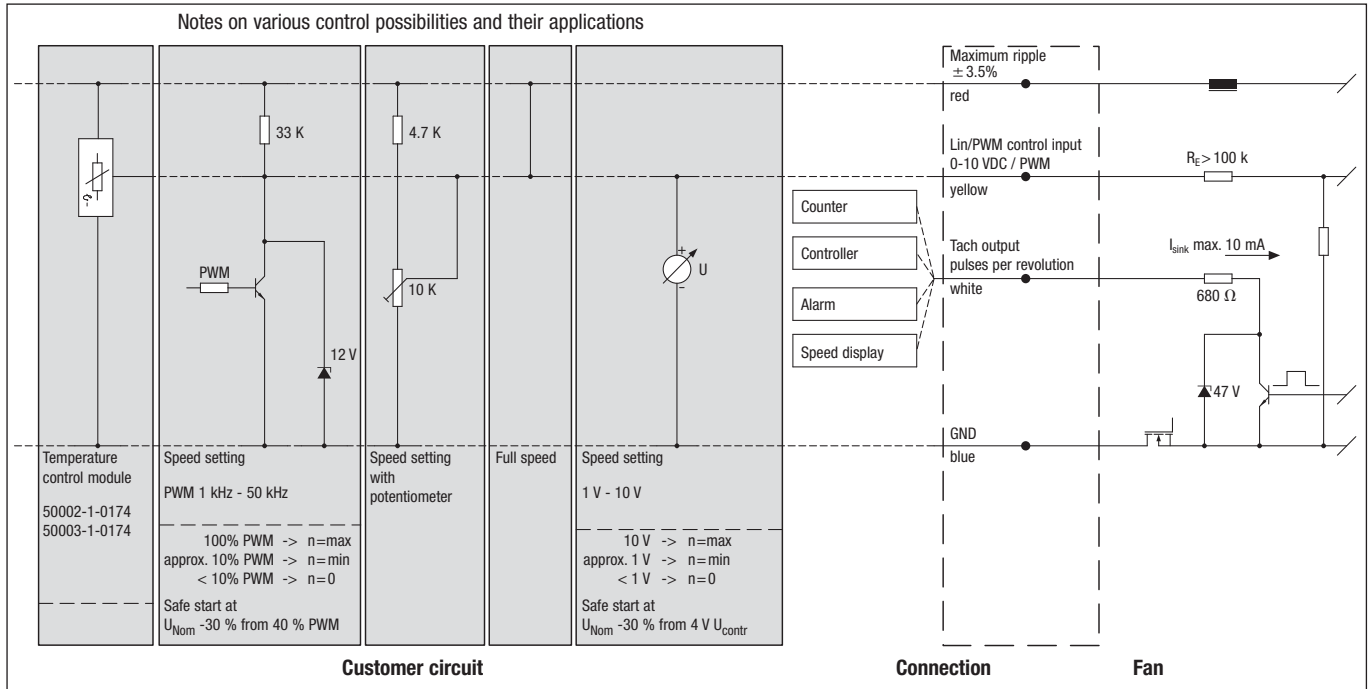 Notes on various control possibilities and their applications
Maximum ripple
± 3.5%
red
33 K
4.7 K
Lin/PWM control input
0-10 VDC / PWM
yellow
R_E > 100 k
Counter
Controller
Alarm
Speed display
Tach output
pulses per revolution
white
I_sink max. 10 mA
680 Ω
PWM
10 K
+
U
-
12 V
47 V
GND
blue
Temperature
control module
50002-1-0174
50003-1-0174
Speed setting
PWM 1 kHz - 50 kHz
100% PWM -> n=max
approx. 10% PWM -> n=min
< 10% PWM -> n=0
Safe start at
U_Nom -30 % from 40 % PWM
Speed setting
with
potentiometer
Full speed
Speed setting
1 V - 10 V
10 V -> n=max
approx. 1 V -> n=min
< 1 V -> n=0
Safe start at
U_Nom -30 % from 4 V U_contr
Customer circuit
Connection
Fan